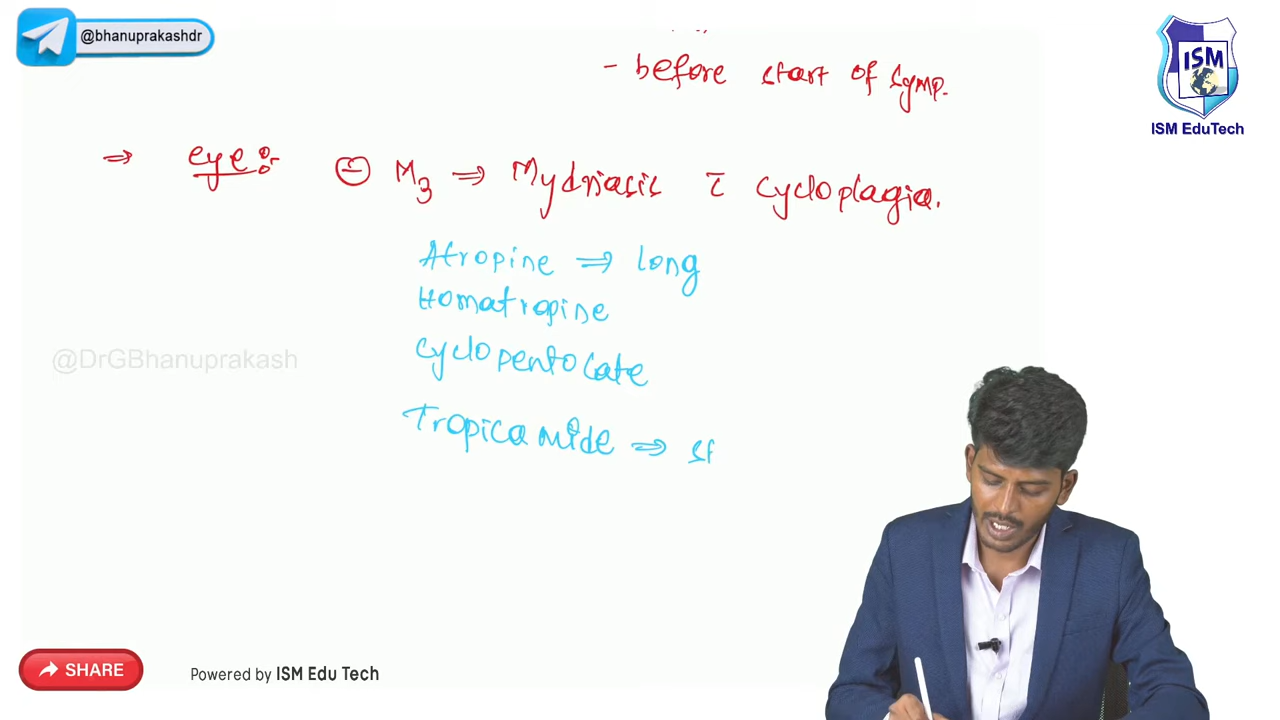 @bhanuprakashdr
ISM
ISM EduTech
- before start of symp.
⇒ eye:- ⊖ M3 ⇒ Mydriasis c̄ cycloplagia.
Atropine ⇒ long
Homatropine
Cyclopentocate
Tropicamide ⇒
@DrGBhanuprakash
SHARE
Powered by ISM Edu Tech